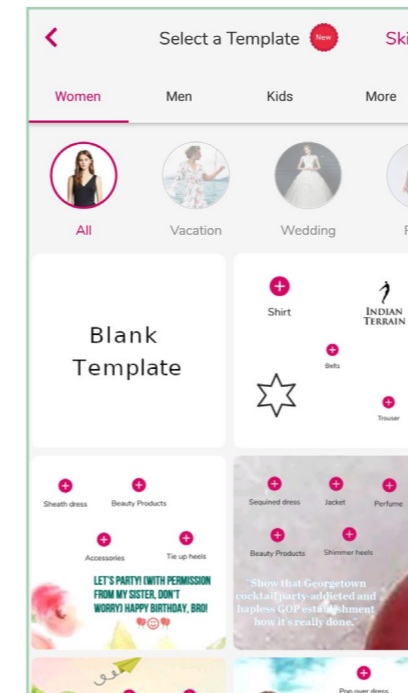 Select a Template New
Women Men Kids More
All Vacation Wedding
Blank
Template
Shirt
INDIAN
TERRAIN
Belts
Trouser
Sheath dress Beauty Products
Accessories Tie up heels
LET'S PARTY! (WITH PERMISSION
FROM MY SISTER, DON'T
WORRY) HAPPY BIRTHDAY, BRO!
Sequined dress Jacket Perfume
Beauty Products Shimmer heels
"Show that Georgetown
cocktail party-addicted and
hapless GOP establishment
how it's really done."
Pop over dress